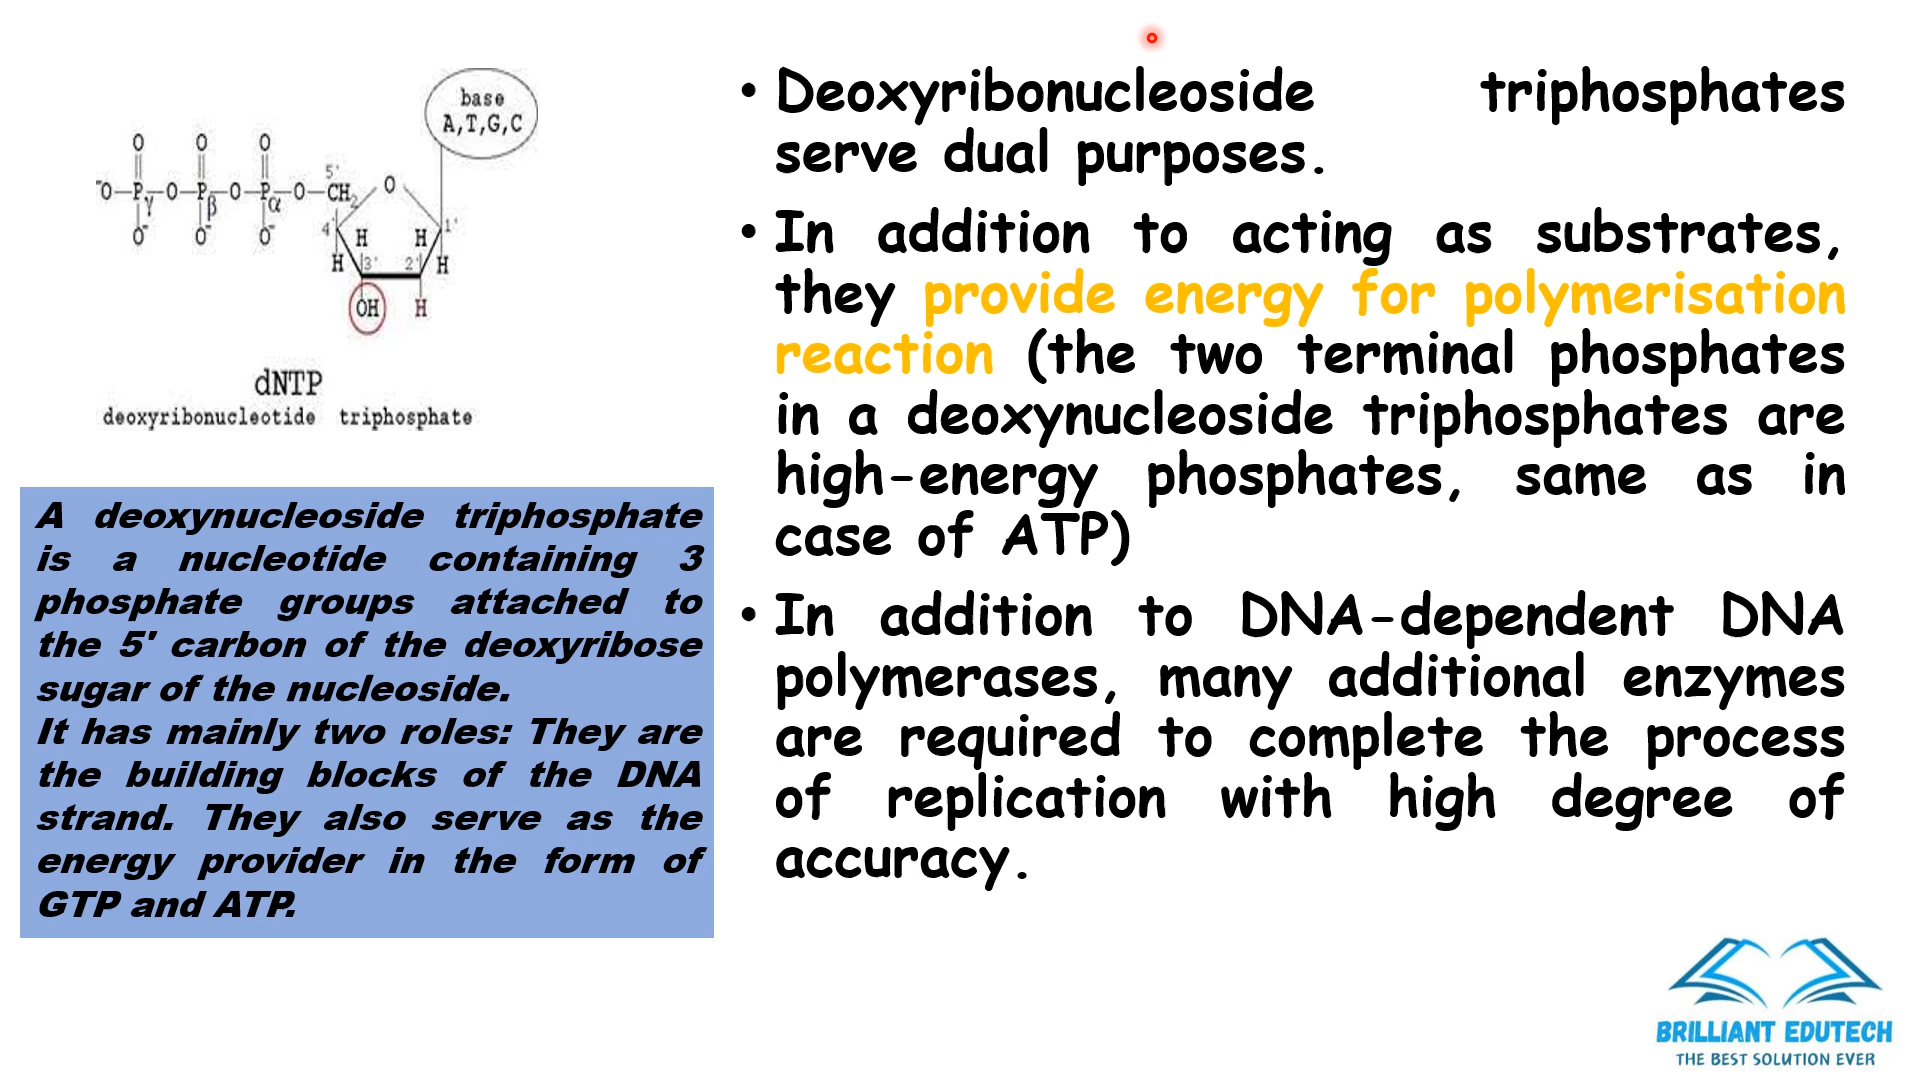 base
A,T,G,C
O O O
-O-P-O-P-O-P-O-CH2 O
5'
γ β α
O- O- O-
4' H H 1'
H 3' 2' H
OH H
dNTP
deoxyribonucleotide triphosphate
A deoxynucleoside triphosphate
is a nucleotide containing 3
phosphate groups attached to
the 5' carbon of the deoxyribose
sugar of the nucleoside.
It has mainly two roles: They are
the building blocks of the DNA
strand. They also serve as the
energy provider in the form of
GTP and ATP.
• Deoxyribonucleoside triphosphates
serve dual purposes.
• In addition to acting as substrates,
they provide energy for polymerisation
reaction (the two terminal phosphates
in a deoxynucleoside triphosphates are
high-energy phosphates, same as in
case of ATP)
• In addition to DNA-dependent DNA
polymerases, many additional enzymes
are required to complete the process
of replication with high degree of
accuracy.
BRILLIANT EDUTECH
THE BEST SOLUTION EVER